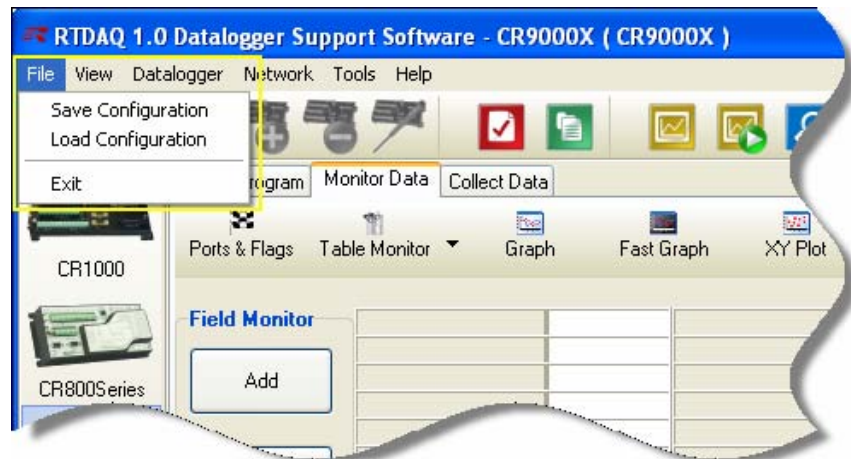 RTDAQ 1.0 Datalogger Support Software - CR9000X ( CR9000X )
File View Datalogger Network Tools Help
Save Configuration
Load Configuration
Exit
Monitor Data Collect Data
Ports & Flags Table Monitor Graph Fast Graph XY Plot
CR1000
Field Monitor
Add
CR800Series